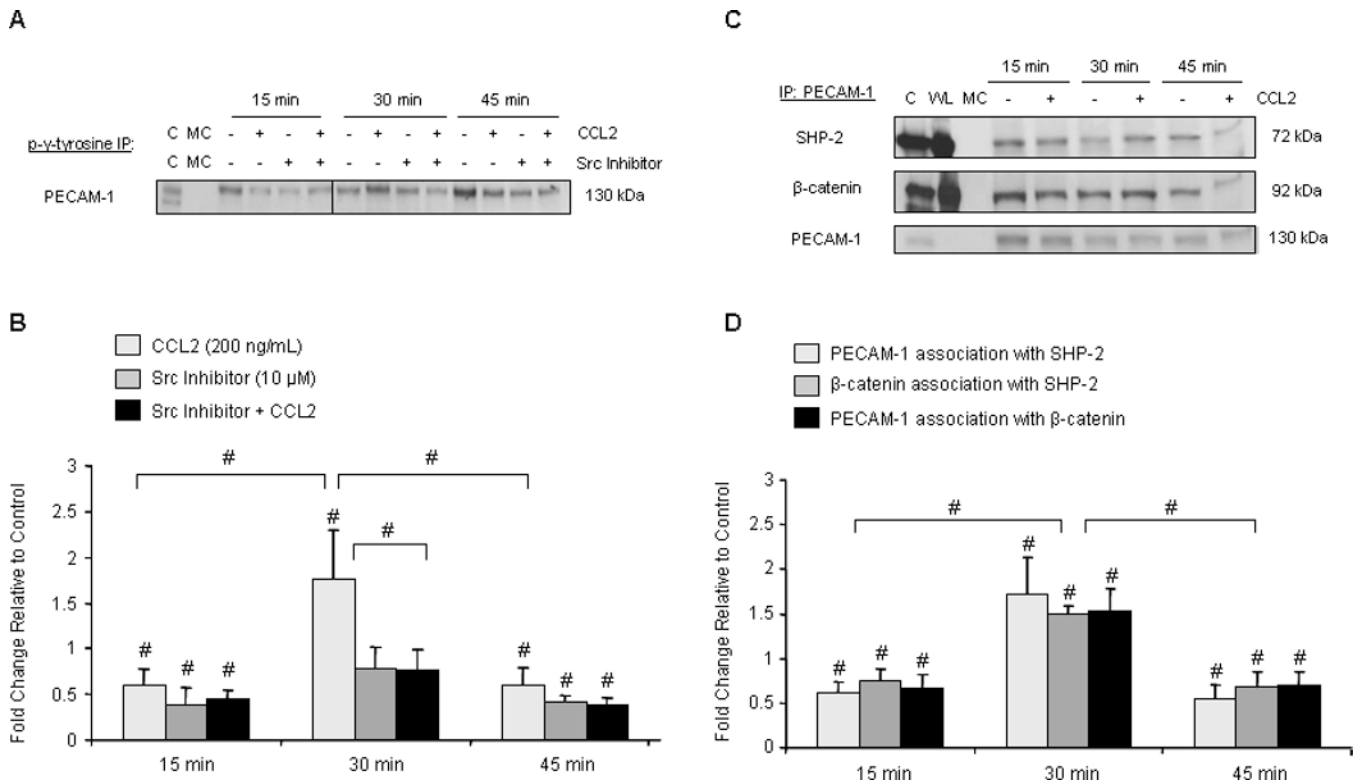 A
15 min 30 min 45 min
C MC - + - + - + - + - + - + CCL2
p-γ-tyrosine IP:
C MC - - + + - - + + - - + + Src Inhibitor
PECAM-1 130 kDa
B
CCL2 (200 ng/mL)
Src Inhibitor (10 µM)
Src Inhibitor + CCL2
Fold Change Relative to Control
3
2.5
2
1.5
1
0.5
0
# #
# #
# # # # # #
15 min 30 min 45 min
C
15 min 30 min 45 min
IP: PECAM-1 C WL MC - + - + - + CCL2
SHP-2 72 kDa
β-catenin 92 kDa
PECAM-1 130 kDa
D
PECAM-1 association with SHP-2
β-catenin association with SHP-2
PECAM-1 association with β-catenin
Fold Change Relative to Control
3
2.5
2
1.5
1
0.5
0
# #
# # #
# # # # # #
15 min 30 min 45 min